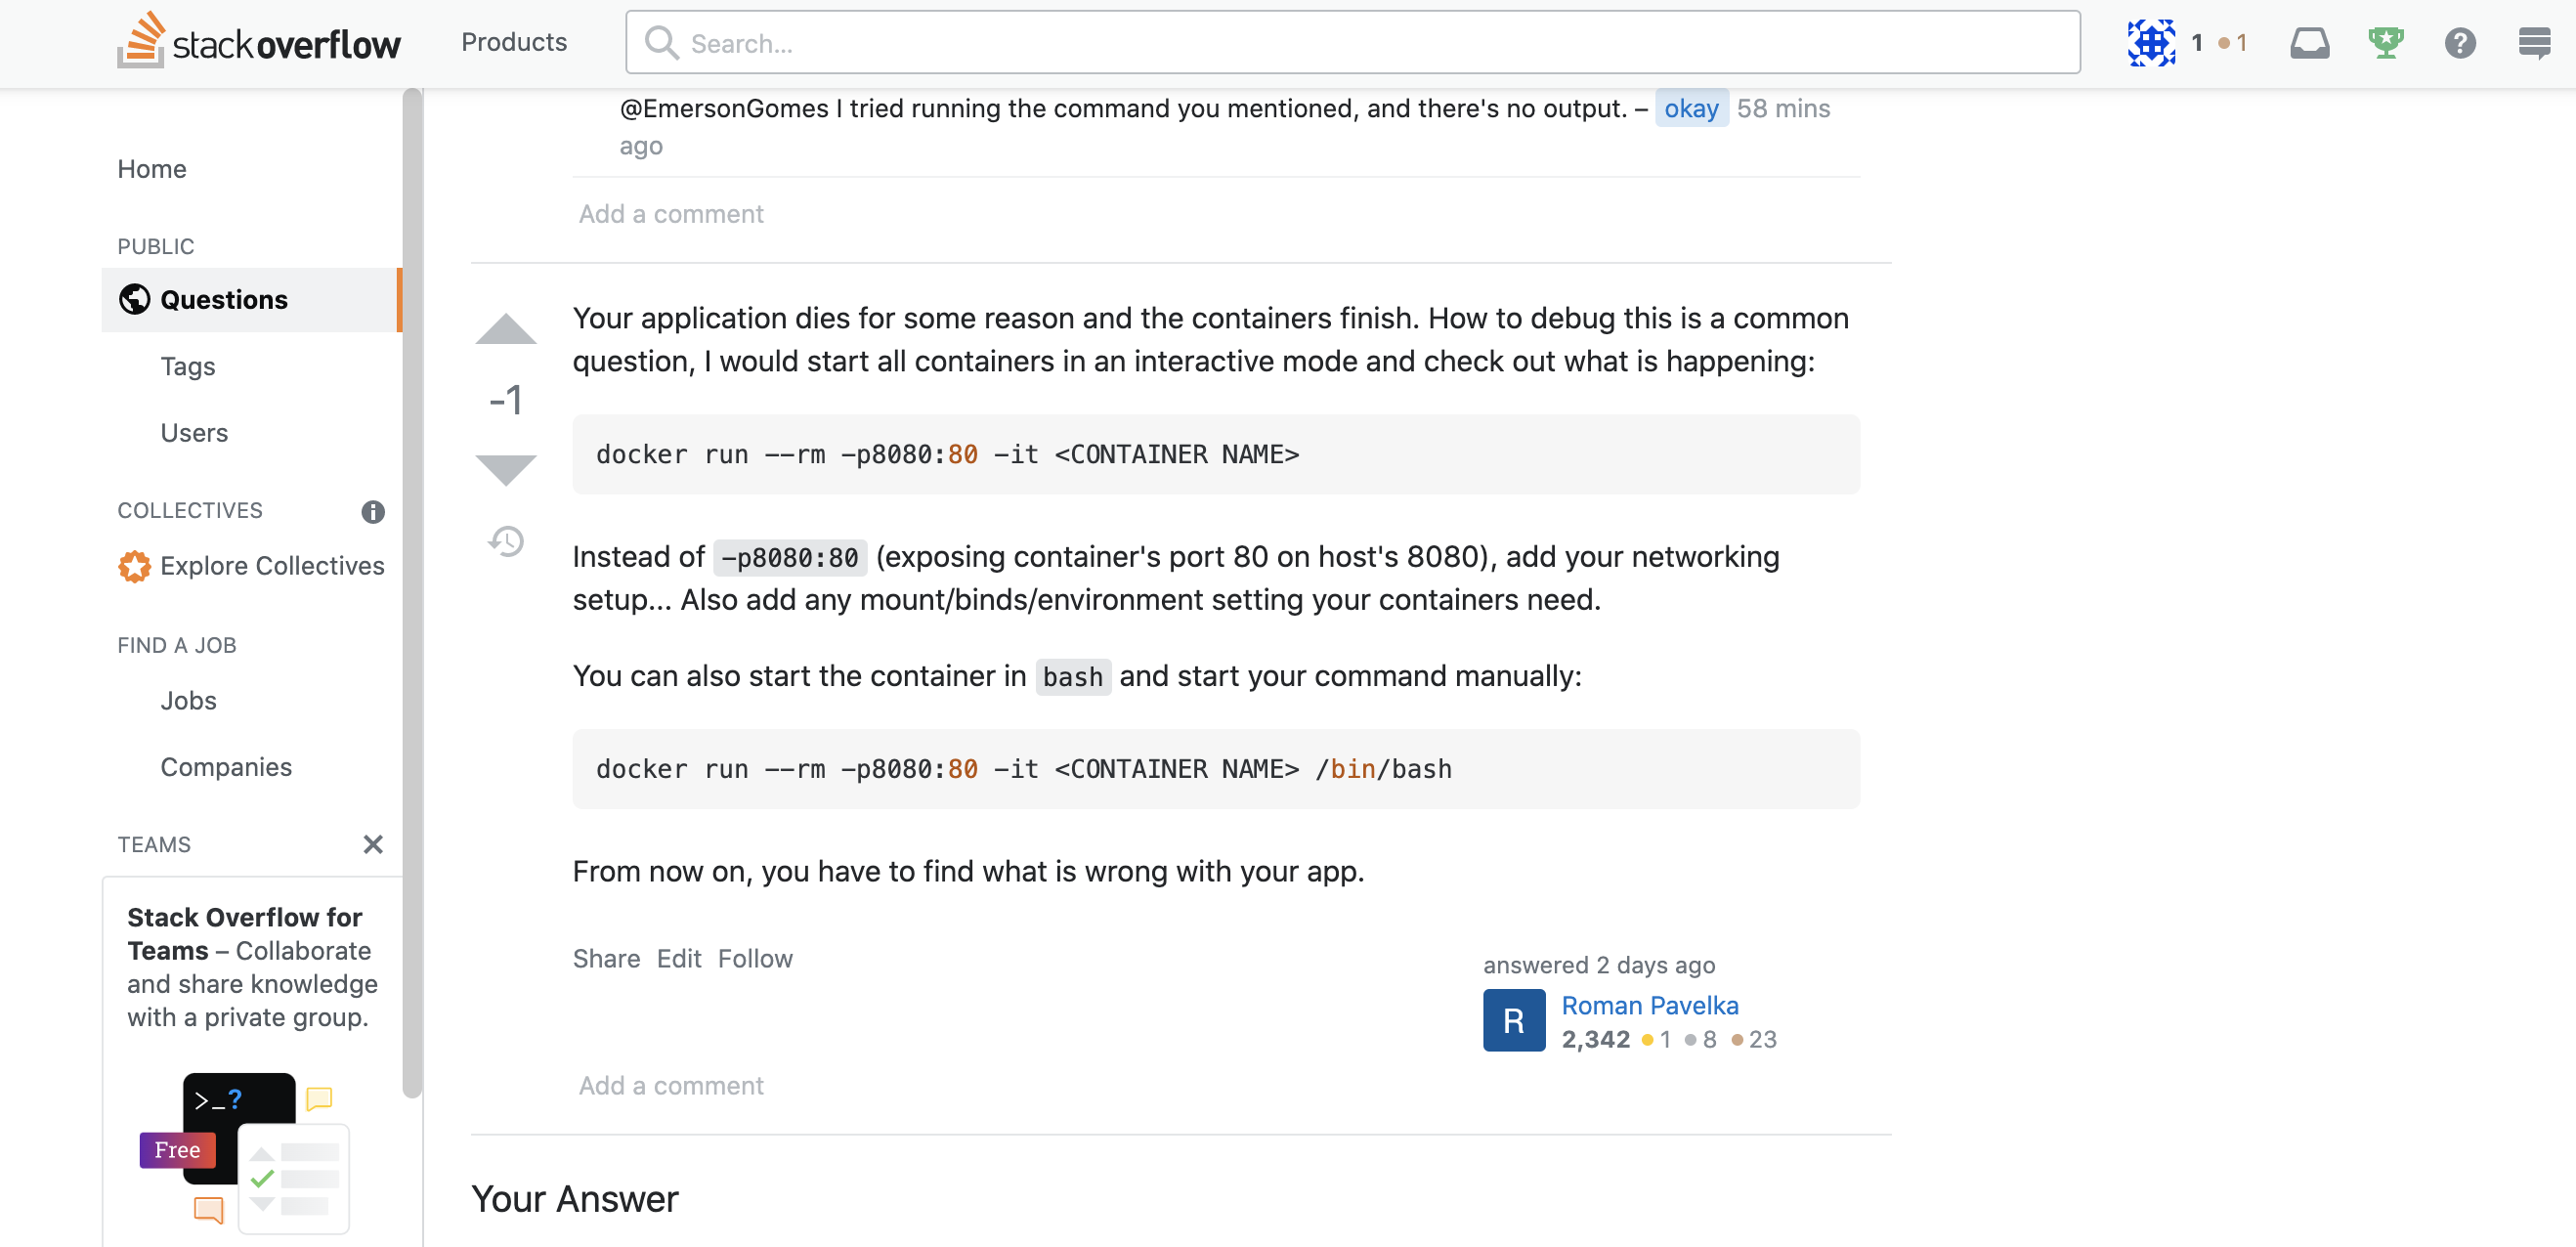 stack overflow
Products
Search...
1 1
@EmersonGomes I tried running the command you mentioned, and there's no output. – okay 58 mins
ago
Add a comment
Home
PUBLIC
Questions
Tags
Users
COLLECTIVES
Explore Collectives
FIND A JOB
Jobs
Companies
TEAMS
Stack Overflow for
Teams – Collaborate
and share knowledge
with a private group.
>_?
Free
Your application dies for some reason and the containers finish. How to debug this is a common
question, I would start all containers in an interactive mode and check out what is happening:
-1
docker run --rm -p8080:80 -it <CONTAINER NAME>
Instead of -p8080:80 (exposing container's port 80 on host's 8080), add your networking
setup... Also add any mount/binds/environment setting your containers need.
You can also start the container in bash and start your command manually:
docker run --rm -p8080:80 -it <CONTAINER NAME> /bin/bash
From now on, you have to find what is wrong with your app.
Share Edit Follow
answered 2 days ago
R
Roman Pavelka
2,342 1 8 23
Add a comment
Your Answer